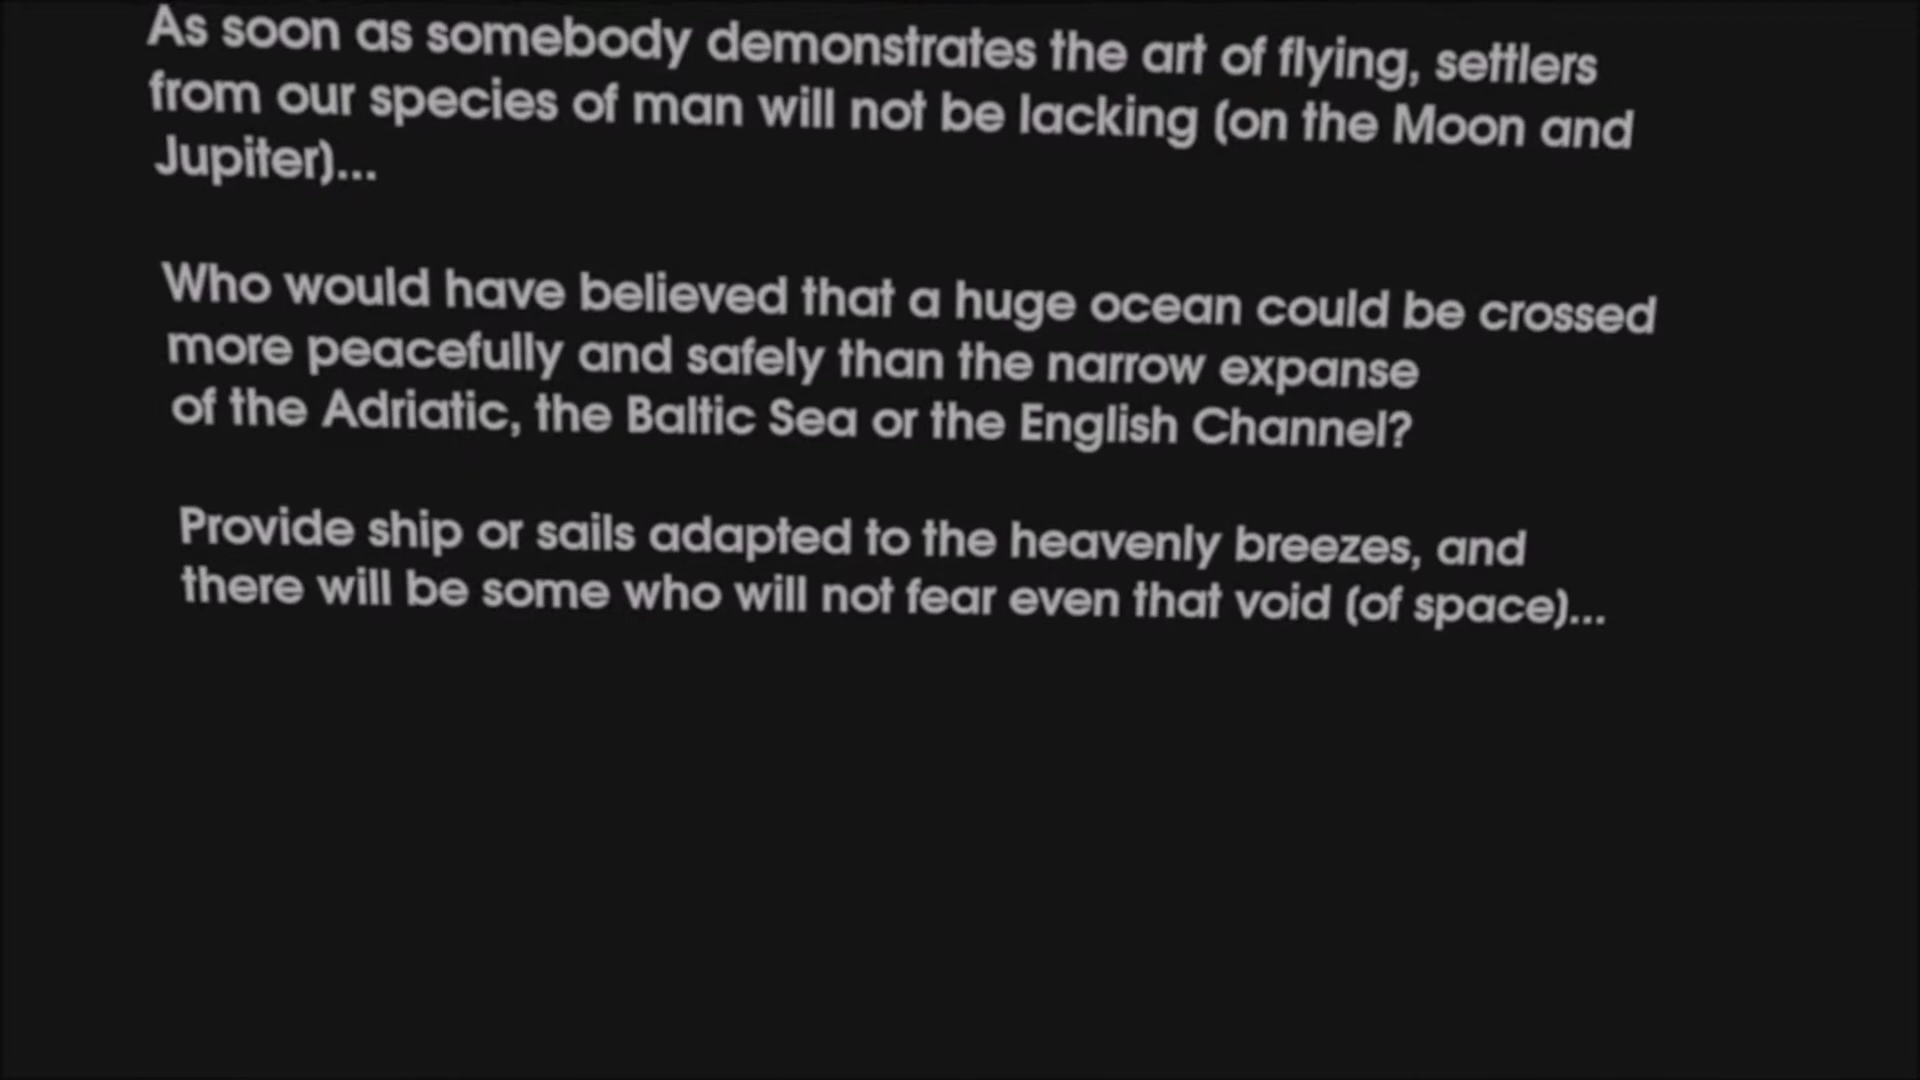 As soon as somebody demonstrates the art of flying, settlers
from our species of man will not be lacking (on the Moon and
Jupiter)...
Who would have believed that a huge ocean could be crossed
more peacefully and safely than the narrow expanse
of the Adriatic, the Baltic Sea or the English Channel?
Provide ship or sails adapted to the heavenly breezes, and
there will be some who will not fear even that void (of space)...